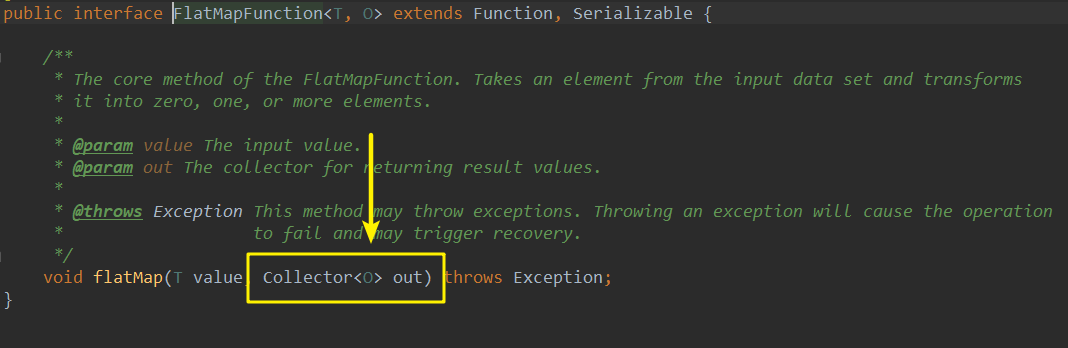 public interface FlatMapFunction<T, O> extends Function, Serializable {
/**
* The core method of the FlatMapFunction. Takes an element from the input data set and transforms
* it into zero, one, or more elements.
*
* @param value The input value.
* @param out The collector for returning result values.
*
* @throws Exception This method may throw exceptions. Throwing an exception will cause the operation
* to fail and may trigger recovery.
*/
void flatMap(T value, Collector<O> out) throws Exception;
}